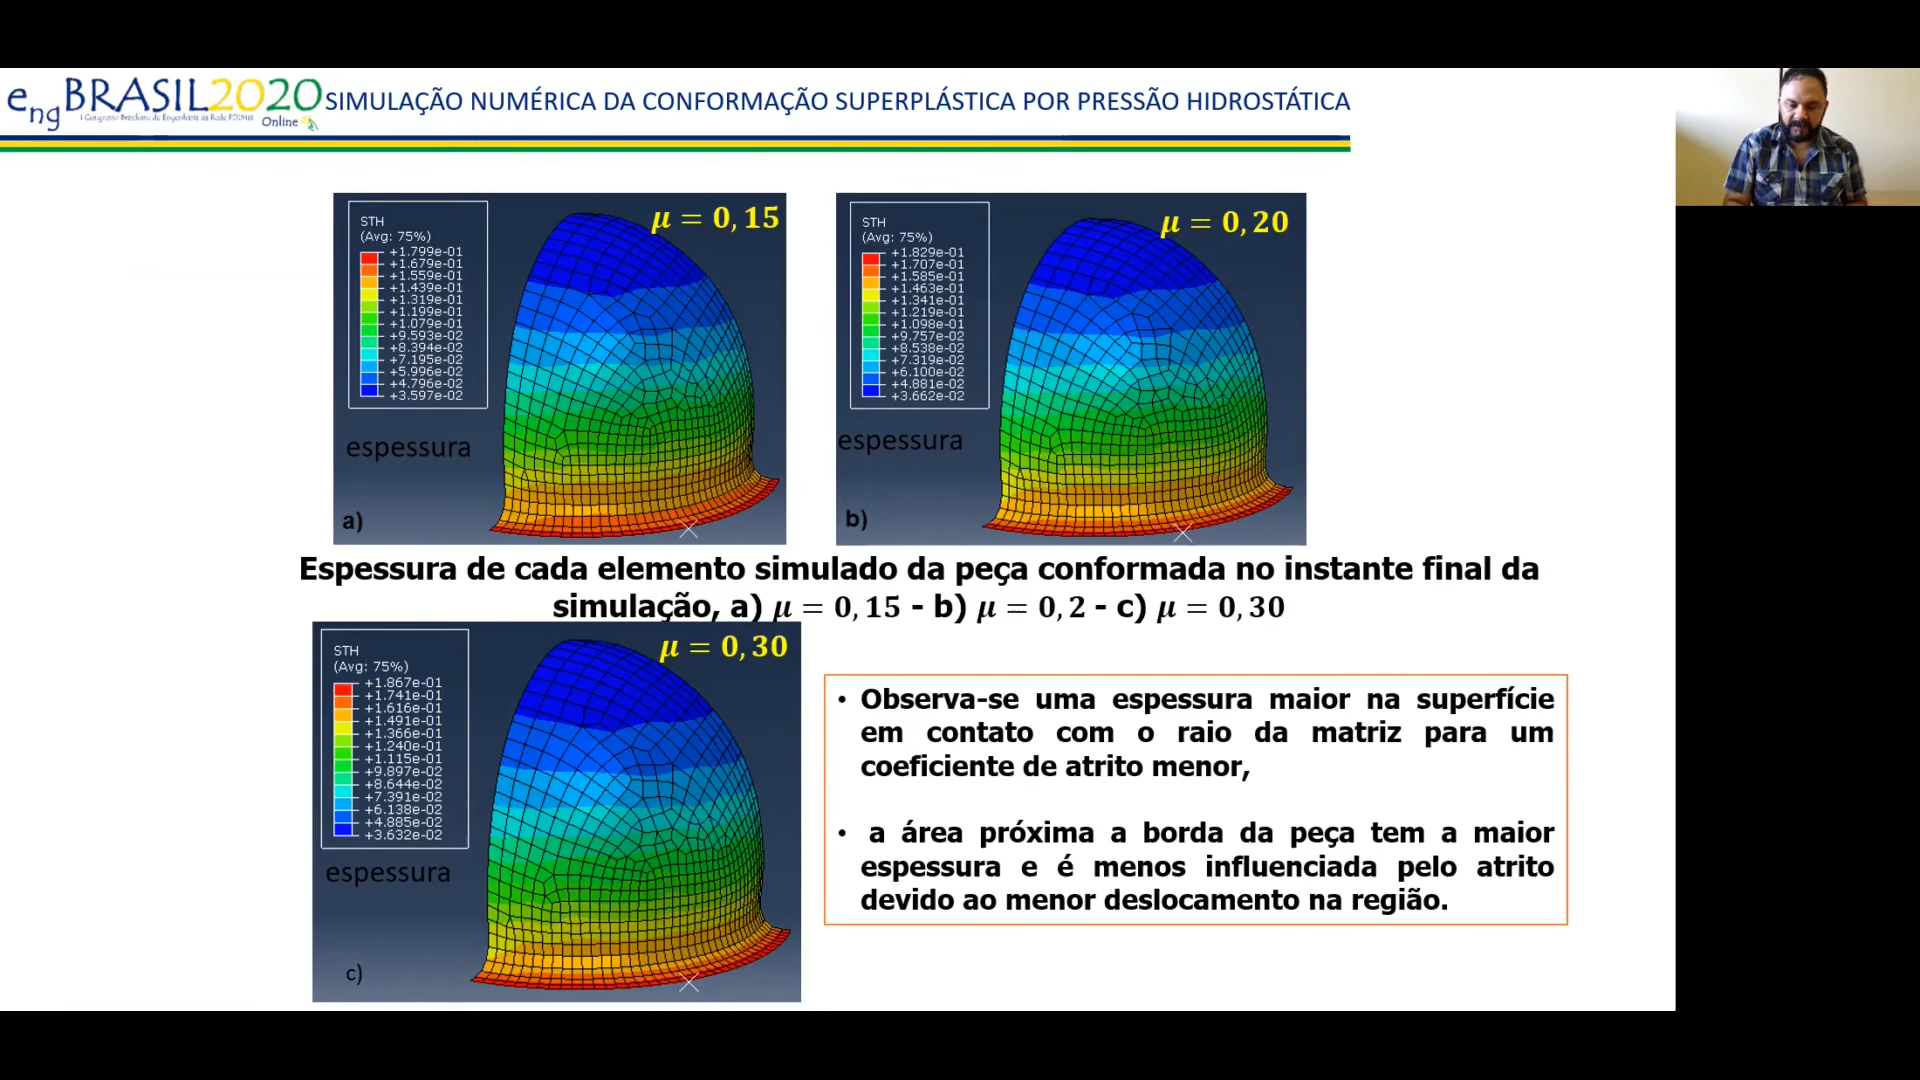 eng BRASIL2020
I Congresso Brasileiro de Engenharia da Rede PDIMat
Online
SIMULAÇÃO NUMÉRICA DA CONFORMAÇÃO SUPERPLÁSTICA POR PRESSÃO HIDROSTÁTICA
STH
(Avg: 75%)
+1.799e-01
+1.679e-01
+1.559e-01
+1.439e-01
+1.319e-01
+1.199e-01
+1.079e-01
+9.593e-02
+8.394e-02
+7.195e-02
+5.996e-02
+4.796e-02
+3.597e-02
μ = 0,15
espessura
a)
STH
(Avg: 75%)
+1.829e-01
+1.707e-01
+1.585e-01
+1.463e-01
+1.341e-01
+1.219e-01
+1.098e-01
+9.757e-02
+8.538e-02
+7.319e-02
+6.100e-02
+4.881e-02
+3.662e-02
μ = 0,20
espessura
b)
Espessura de cada elemento simulado da peça conformada no instante final da
simulação, a) μ = 0,15 - b) μ = 0,2 - c) μ = 0,30
STH
(Avg: 75%)
+1.867e-01
+1.741e-01
+1.616e-01
+1.491e-01
+1.366e-01
+1.240e-01
+1.115e-01
+9.897e-02
+8.644e-02
+7.391e-02
+6.138e-02
+4.885e-02
+3.632e-02
μ = 0,30
espessura
c)
• Observa-se uma espessura maior na superfície
em contato com o raio da matriz para um
coeficiente de atrito menor,
• a área próxima a borda da peça tem a maior
espessura e é menos influenciada pelo atrito
devido ao menor deslocamento na região.